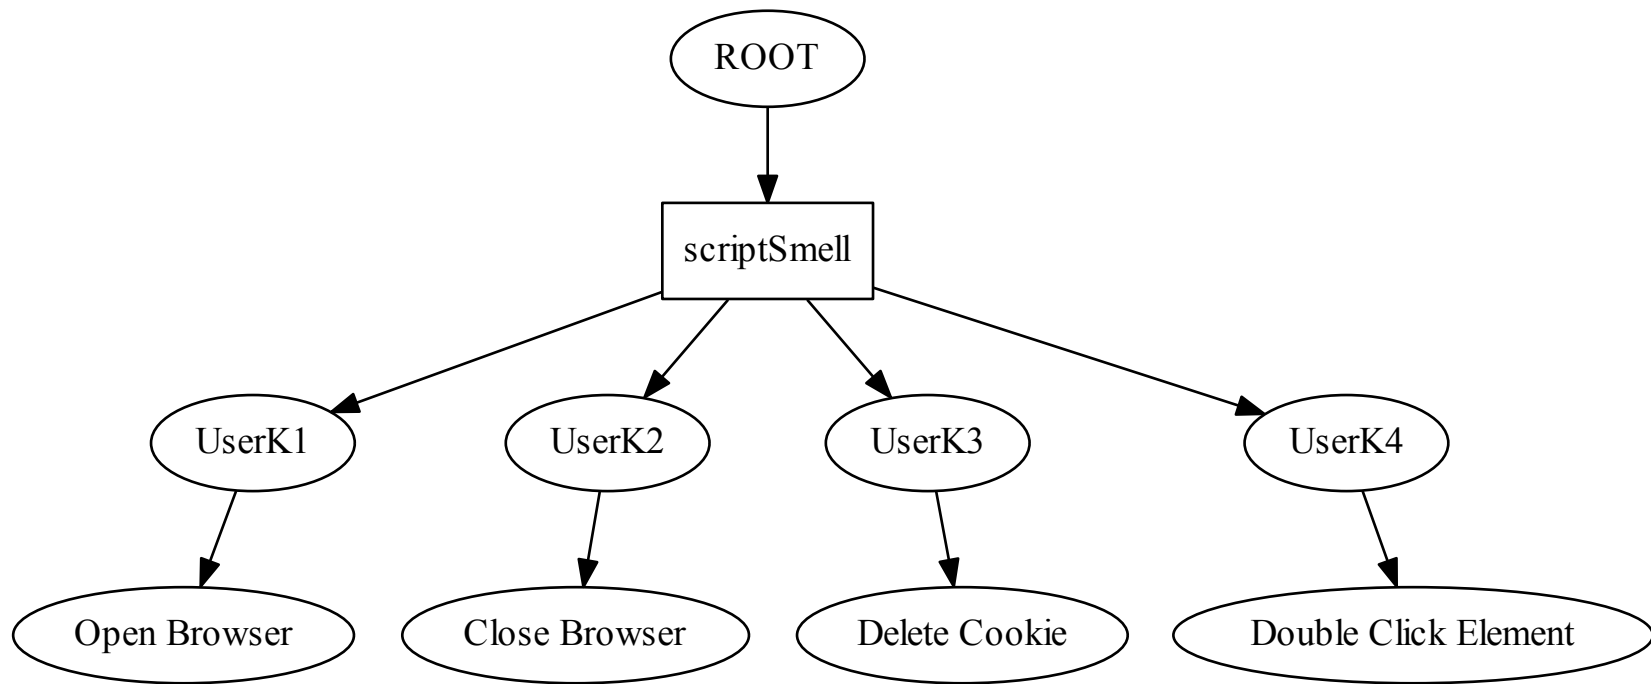 ROOT
scriptSmell
UserK1
UserK2
UserK3
UserK4
Open Browser
Close Browser
Delete Cookie
Double Click Element